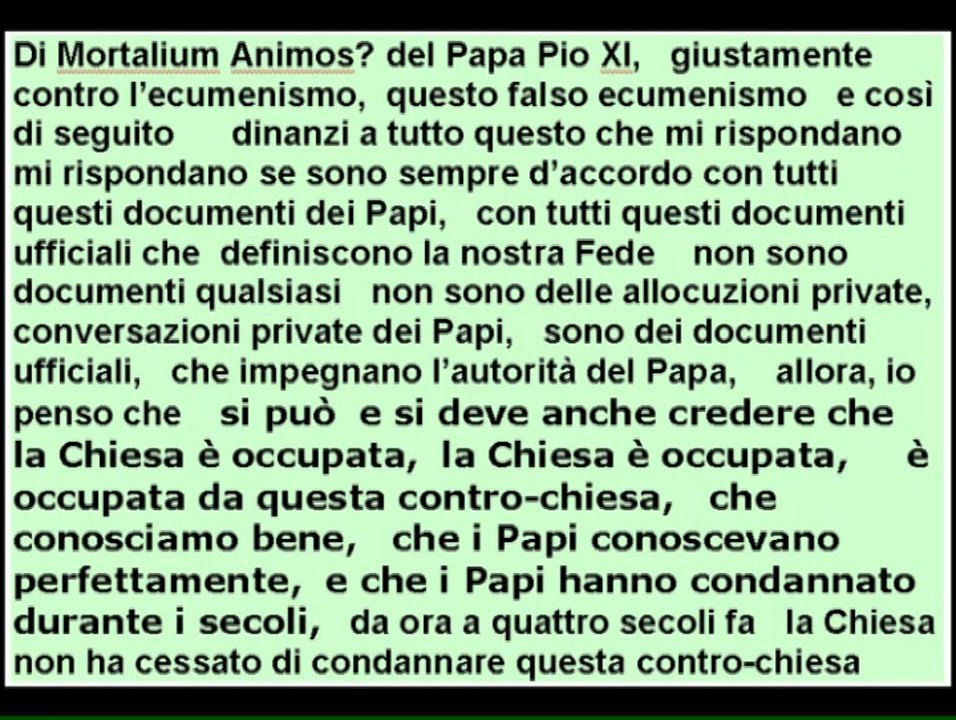 Di Mortalium Animos? del Papa Pio XI, giustamente
contro l'ecumenismo, questo falso ecumenismo e così
di seguito dinanzi a tutto questo che mi rispondano
mi rispondano se sono sempre d'accordo con tutti
questi documenti dei Papi, con tutti questi documenti
ufficiali che definiscono la nostra Fede non sono
documenti qualsiasi non sono delle allocuzioni private,
conversazioni private dei Papi, sono dei documenti
ufficiali, che impegnano l'autorità del Papa, allora, io
penso che si può e si deve anche credere che
la Chiesa è occupata, la Chiesa è occupata, è
occupata da questa contro-chiesa, che
conosciamo bene, che i Papi conoscevano
perfettamente, e che i Papi hanno condannato
durante i secoli, da ora a quattro secoli fa la Chiesa
non ha cessato di condannare questa contro-chiesa